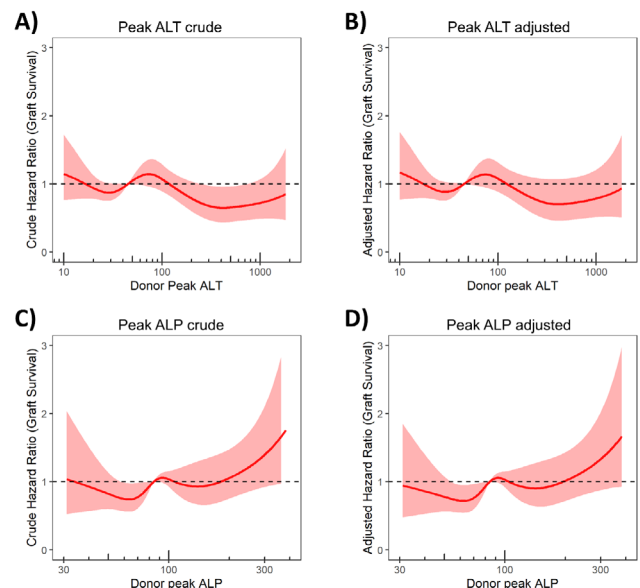 A)
Peak ALT crude
Crude Hazard Ratio (Graft Survival)
3
2
1
0
10
100
1000
Donor Peak ALT
B)
Peak ALT adjusted
Adjusted Hazard Ratio (Graft Survival)
3
2
1
0
10
100
1000
Donor peak ALT
C)
Peak ALP crude
Crude Hazard Ratio (Graft Survival)
3
2
1
0
30
100
300
Donor peak ALP
D)
Peak ALP adjusted
Adjusted Hazard Ratio (Graft Survival)
3
2
1
0
30
100
300
Donor peak ALP